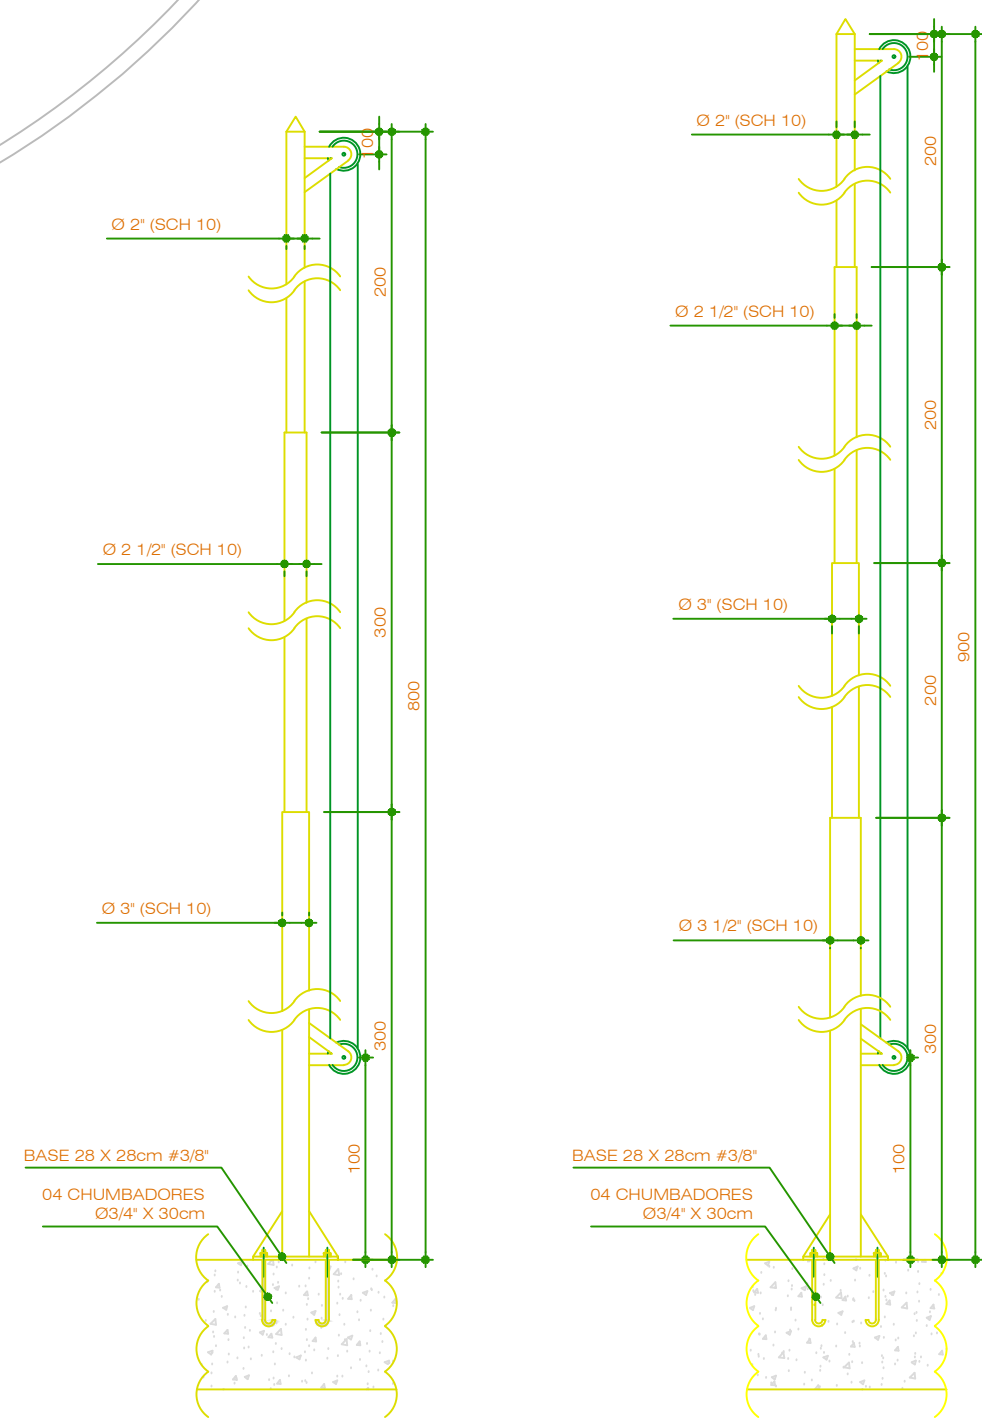 100
Ø 2" (SCH 10)
200
Ø 2 1/2" (SCH 10)
300
800
Ø 3" (SCH 10)
300
100
BASE 28 X 28cm #3/8"
04 CHUMBADORES
Ø3/4" X 30cm
100
Ø 2" (SCH 10)
200
Ø 2 1/2" (SCH 10)
200
Ø 3" (SCH 10)
900
200
Ø 3 1/2" (SCH 10)
300
100
BASE 28 X 28cm #3/8"
04 CHUMBADORES
Ø3/4" X 30cm